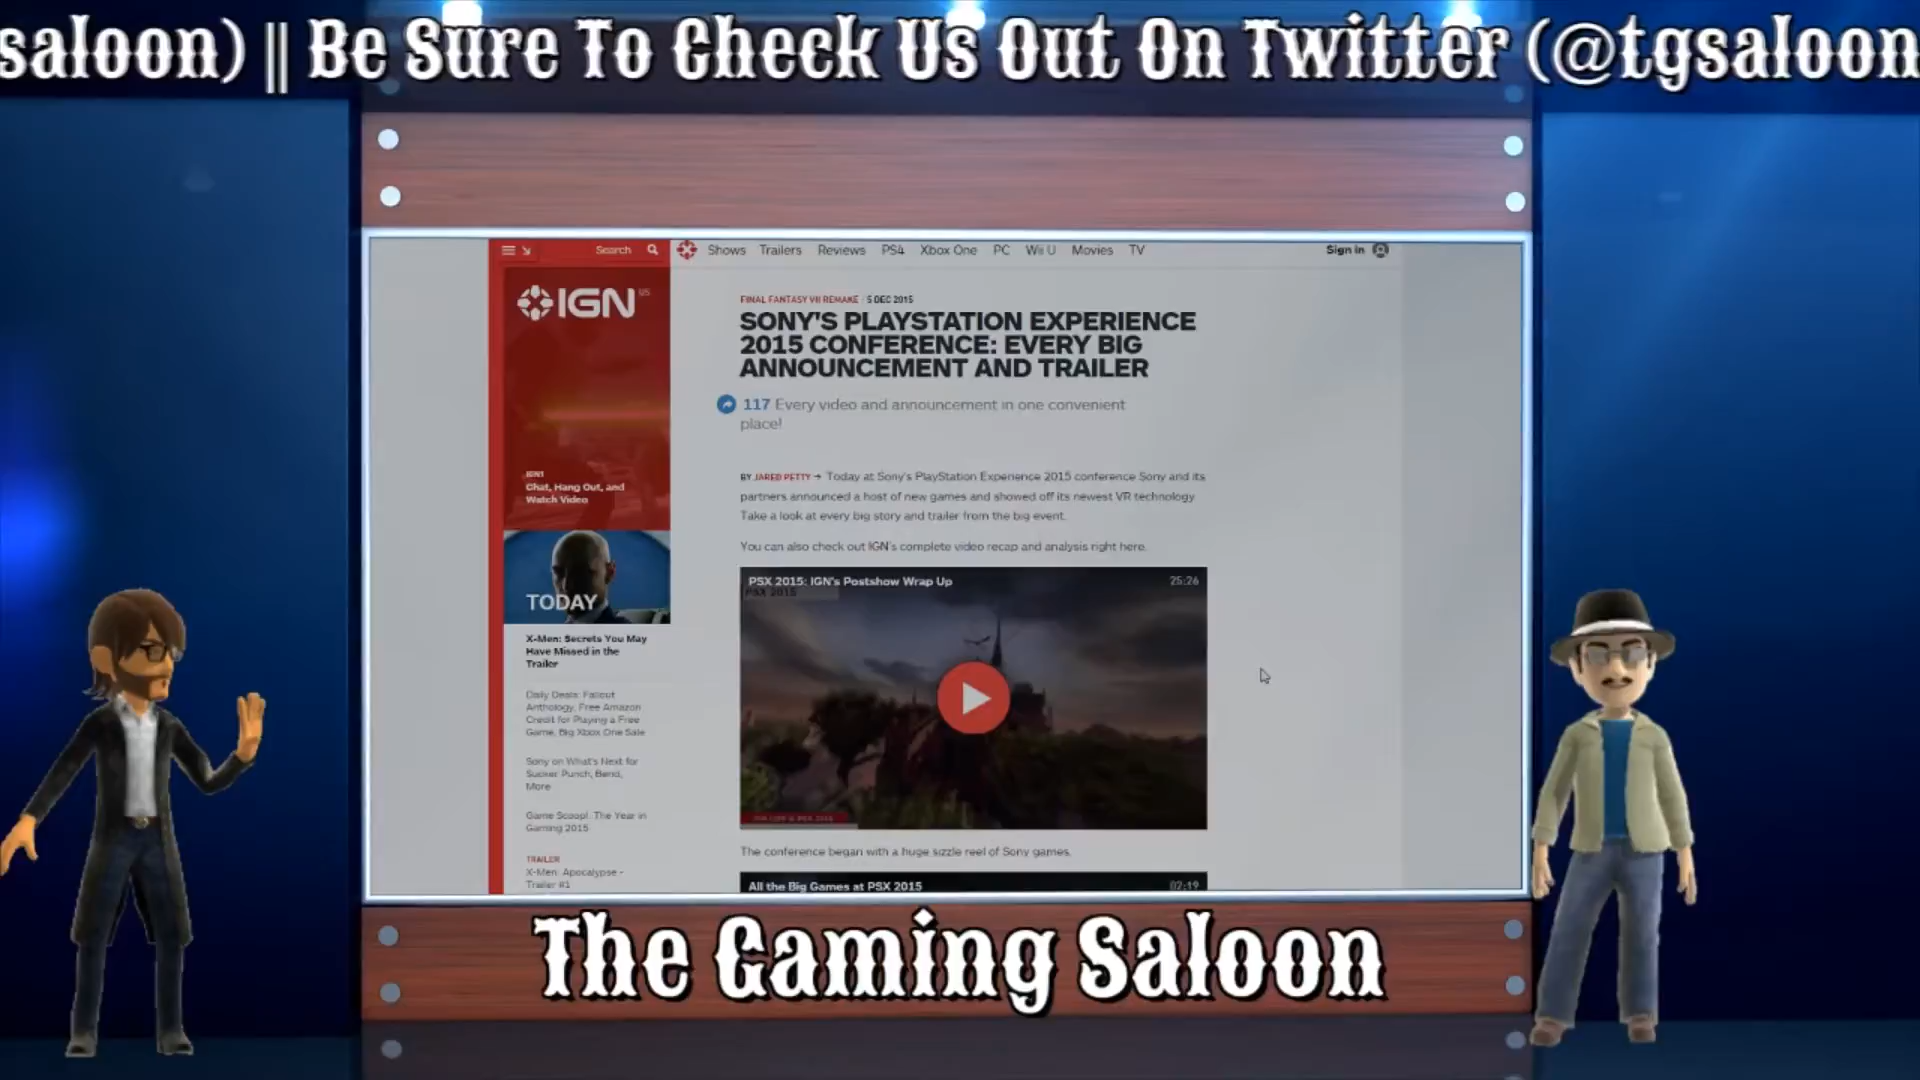 saloon) || Be Sure To Check Us Out On Twitter (@tgsaloon
Search
Shows Trailers Reviews PS4 Xbox One PC Wii U Movies TV
Sign In
IGN US
FINAL FANTASY VII REMAKE 5 DEC 2015
SONY'S PLAYSTATION EXPERIENCE
2015 CONFERENCE: EVERY BIG
ANNOUNCEMENT AND TRAILER
117 Every video and announcement in one convenient
place!
IGN1
Chat, Hang Out, and
Watch Video
BY JARED PETTY → Today at Sony's PlayStation Experience 2015 conference Sony and its
partners announced a host of new games and showed off its newest VR technology
Take a look at every big story and trailer from the big event.
You can also check out IGN's complete video recap and analysis right here.
TODAY
X-Men: Secrets You May
Have Missed in the
Trailer
Daily Deals: Fallout
Anthology, Free Amazon
Credit for Playing a Free
Game, Big Xbox One Sale
Sony on What's Next for
Sucker Punch, Bend,
More
Game Scoop!: The Year in
Gaming 2015
TRAILER
X-Men: Apocalypse -
Trailer #1
PSX 2015: IGN's Postshow Wrap Up
25:26
PSX 2015
The conference began with a huge sizzle reel of Sony games.
All the Big Games at PSX 2015
02:19
The Gaming Saloon